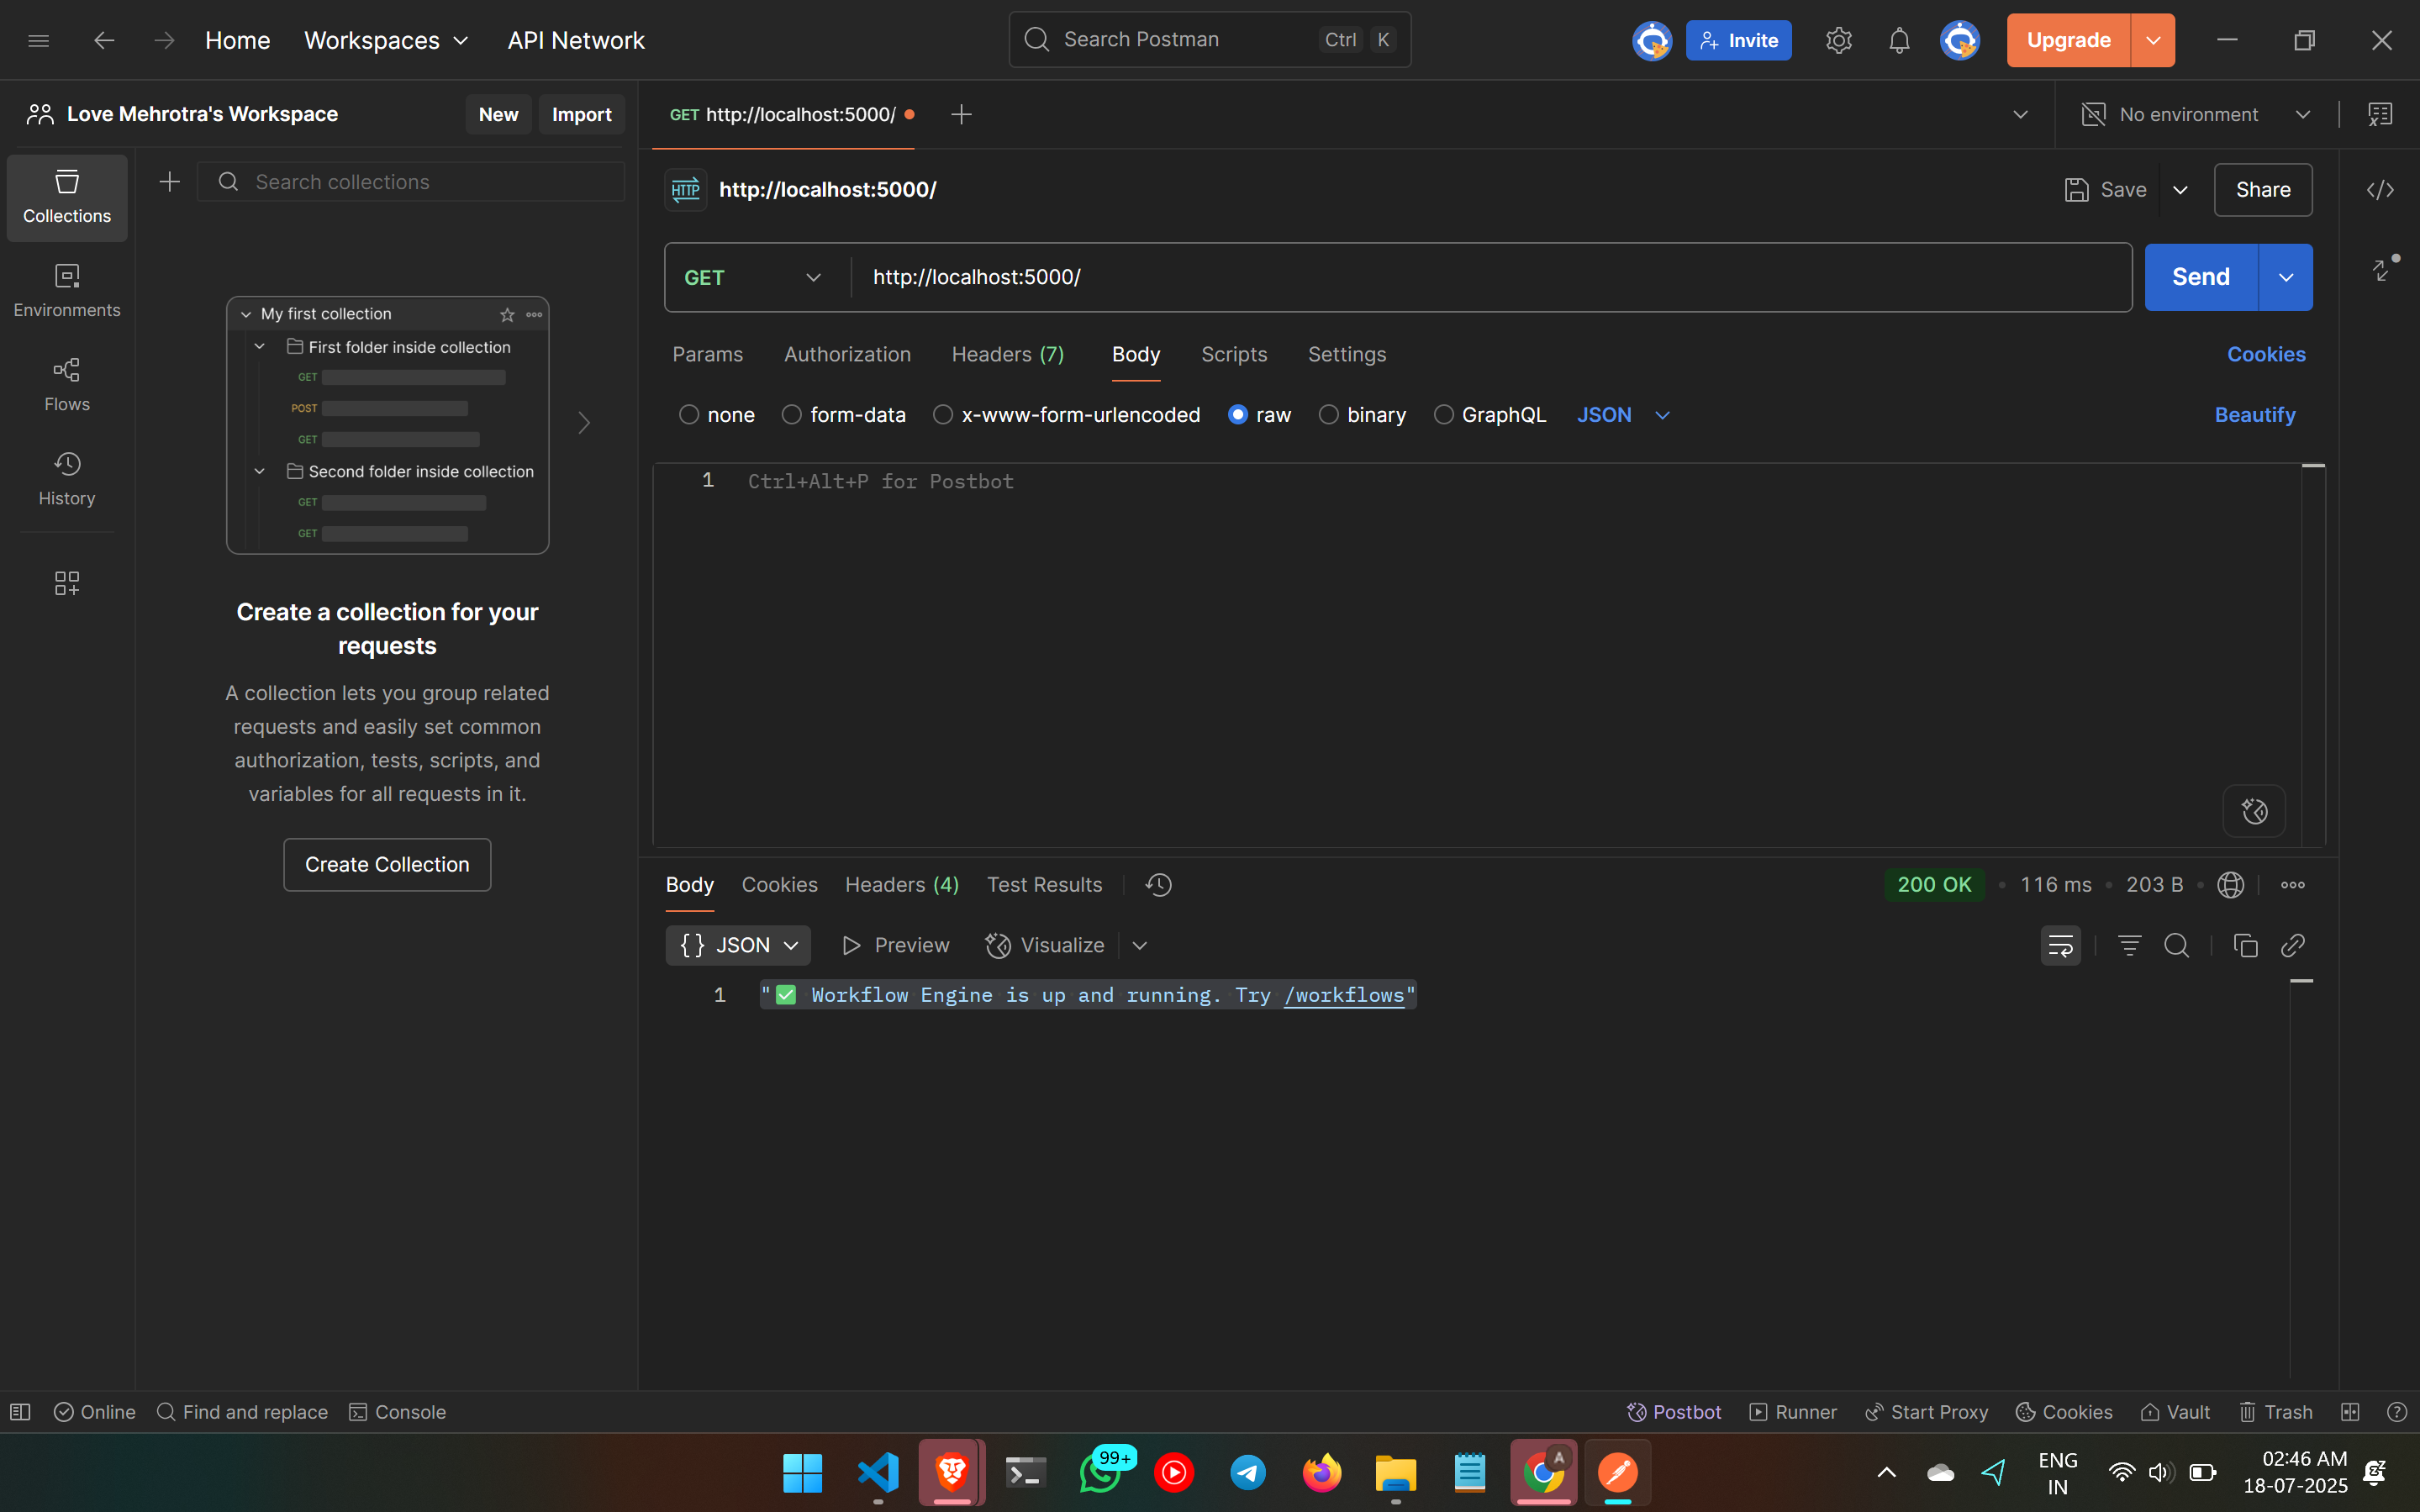 Home Workspaces API Network Search Postman Ctrl K Invite Upgrade
Love Mehrotra's Workspace New Import
GET http://localhost:5000/ No environment
Collections
Environments
Flows
History
Search collections
My first collection
First folder inside collection
GET
POST
GET
Second folder inside collection
GET
GET
Create a collection for your
requests
A collection lets you group related
requests and easily set common
authorization, tests, scripts, and
variables for all requests in it.
Create Collection
HTTP http://localhost:5000/ Save Share
GET http://localhost:5000/ Send
Params Authorization Headers (7) Body Scripts Settings Cookies
none form-data x-www-form-urlencoded raw binary GraphQL JSON Beautify
1 Ctrl+Alt+P for Postbot
Body Cookies Headers (4) Test Results 200 OK • 116 ms • 203 B •
{} JSON Preview Visualize
1 "✅ Workflow Engine is up and running. Try /workflows"
Online Find and replace Console Postbot Runner Start Proxy Cookies Vault Trash
99+
A
ENG
IN
02:46 AM
18-07-2025